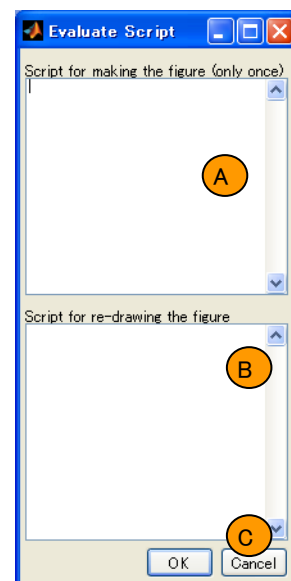 Evaluate Script
Script for making the figure (only once)
A
Script for re-drawing the figure
B
C
OK Cancel